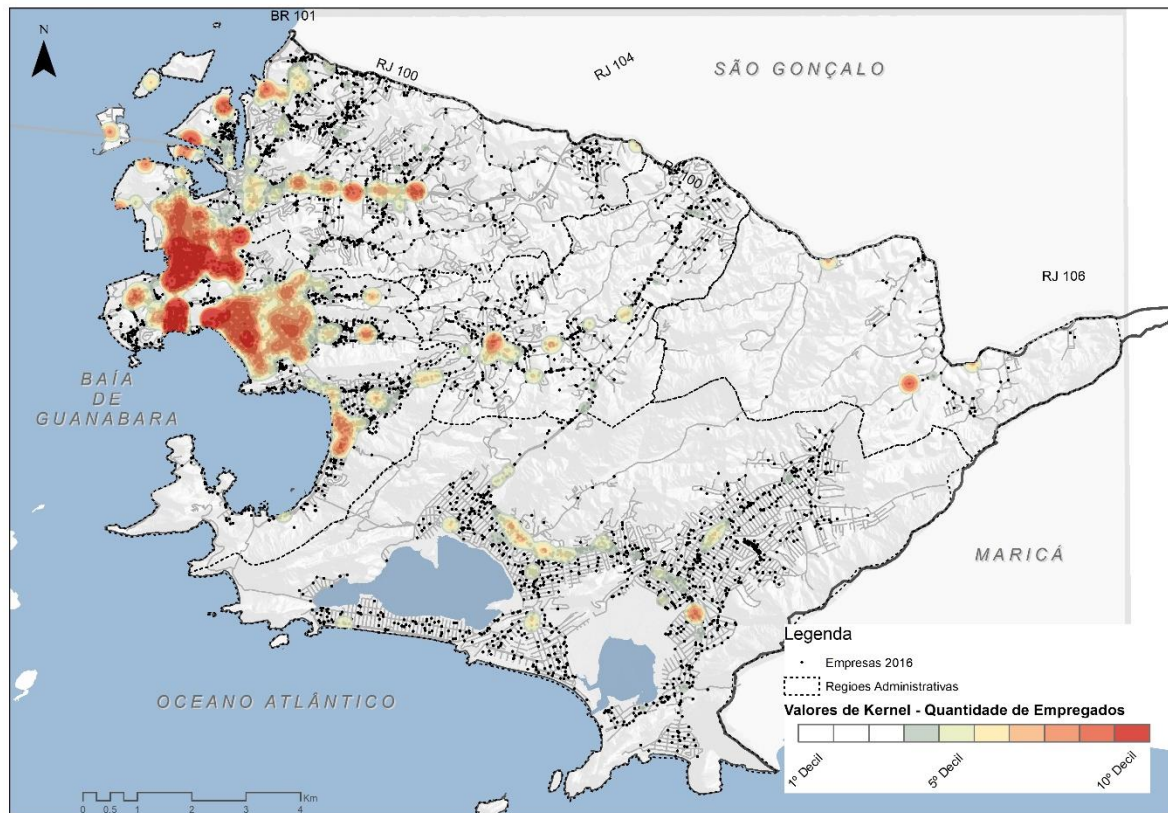 BR 101
N
RJ 100
RJ 104
SÃO GONÇALO
RJ 100
RJ 106
BAÍA
DE
GUANABARA
MARICÁ
OCEANO ATLÂNTICO
Legenda
Empresas 2016
Regioes Administrativas
Valores de Kernel - Quantidade de Empregados
1º Decil
5º Decil
10º Decil
Km
0 0.5 1 2 3 4